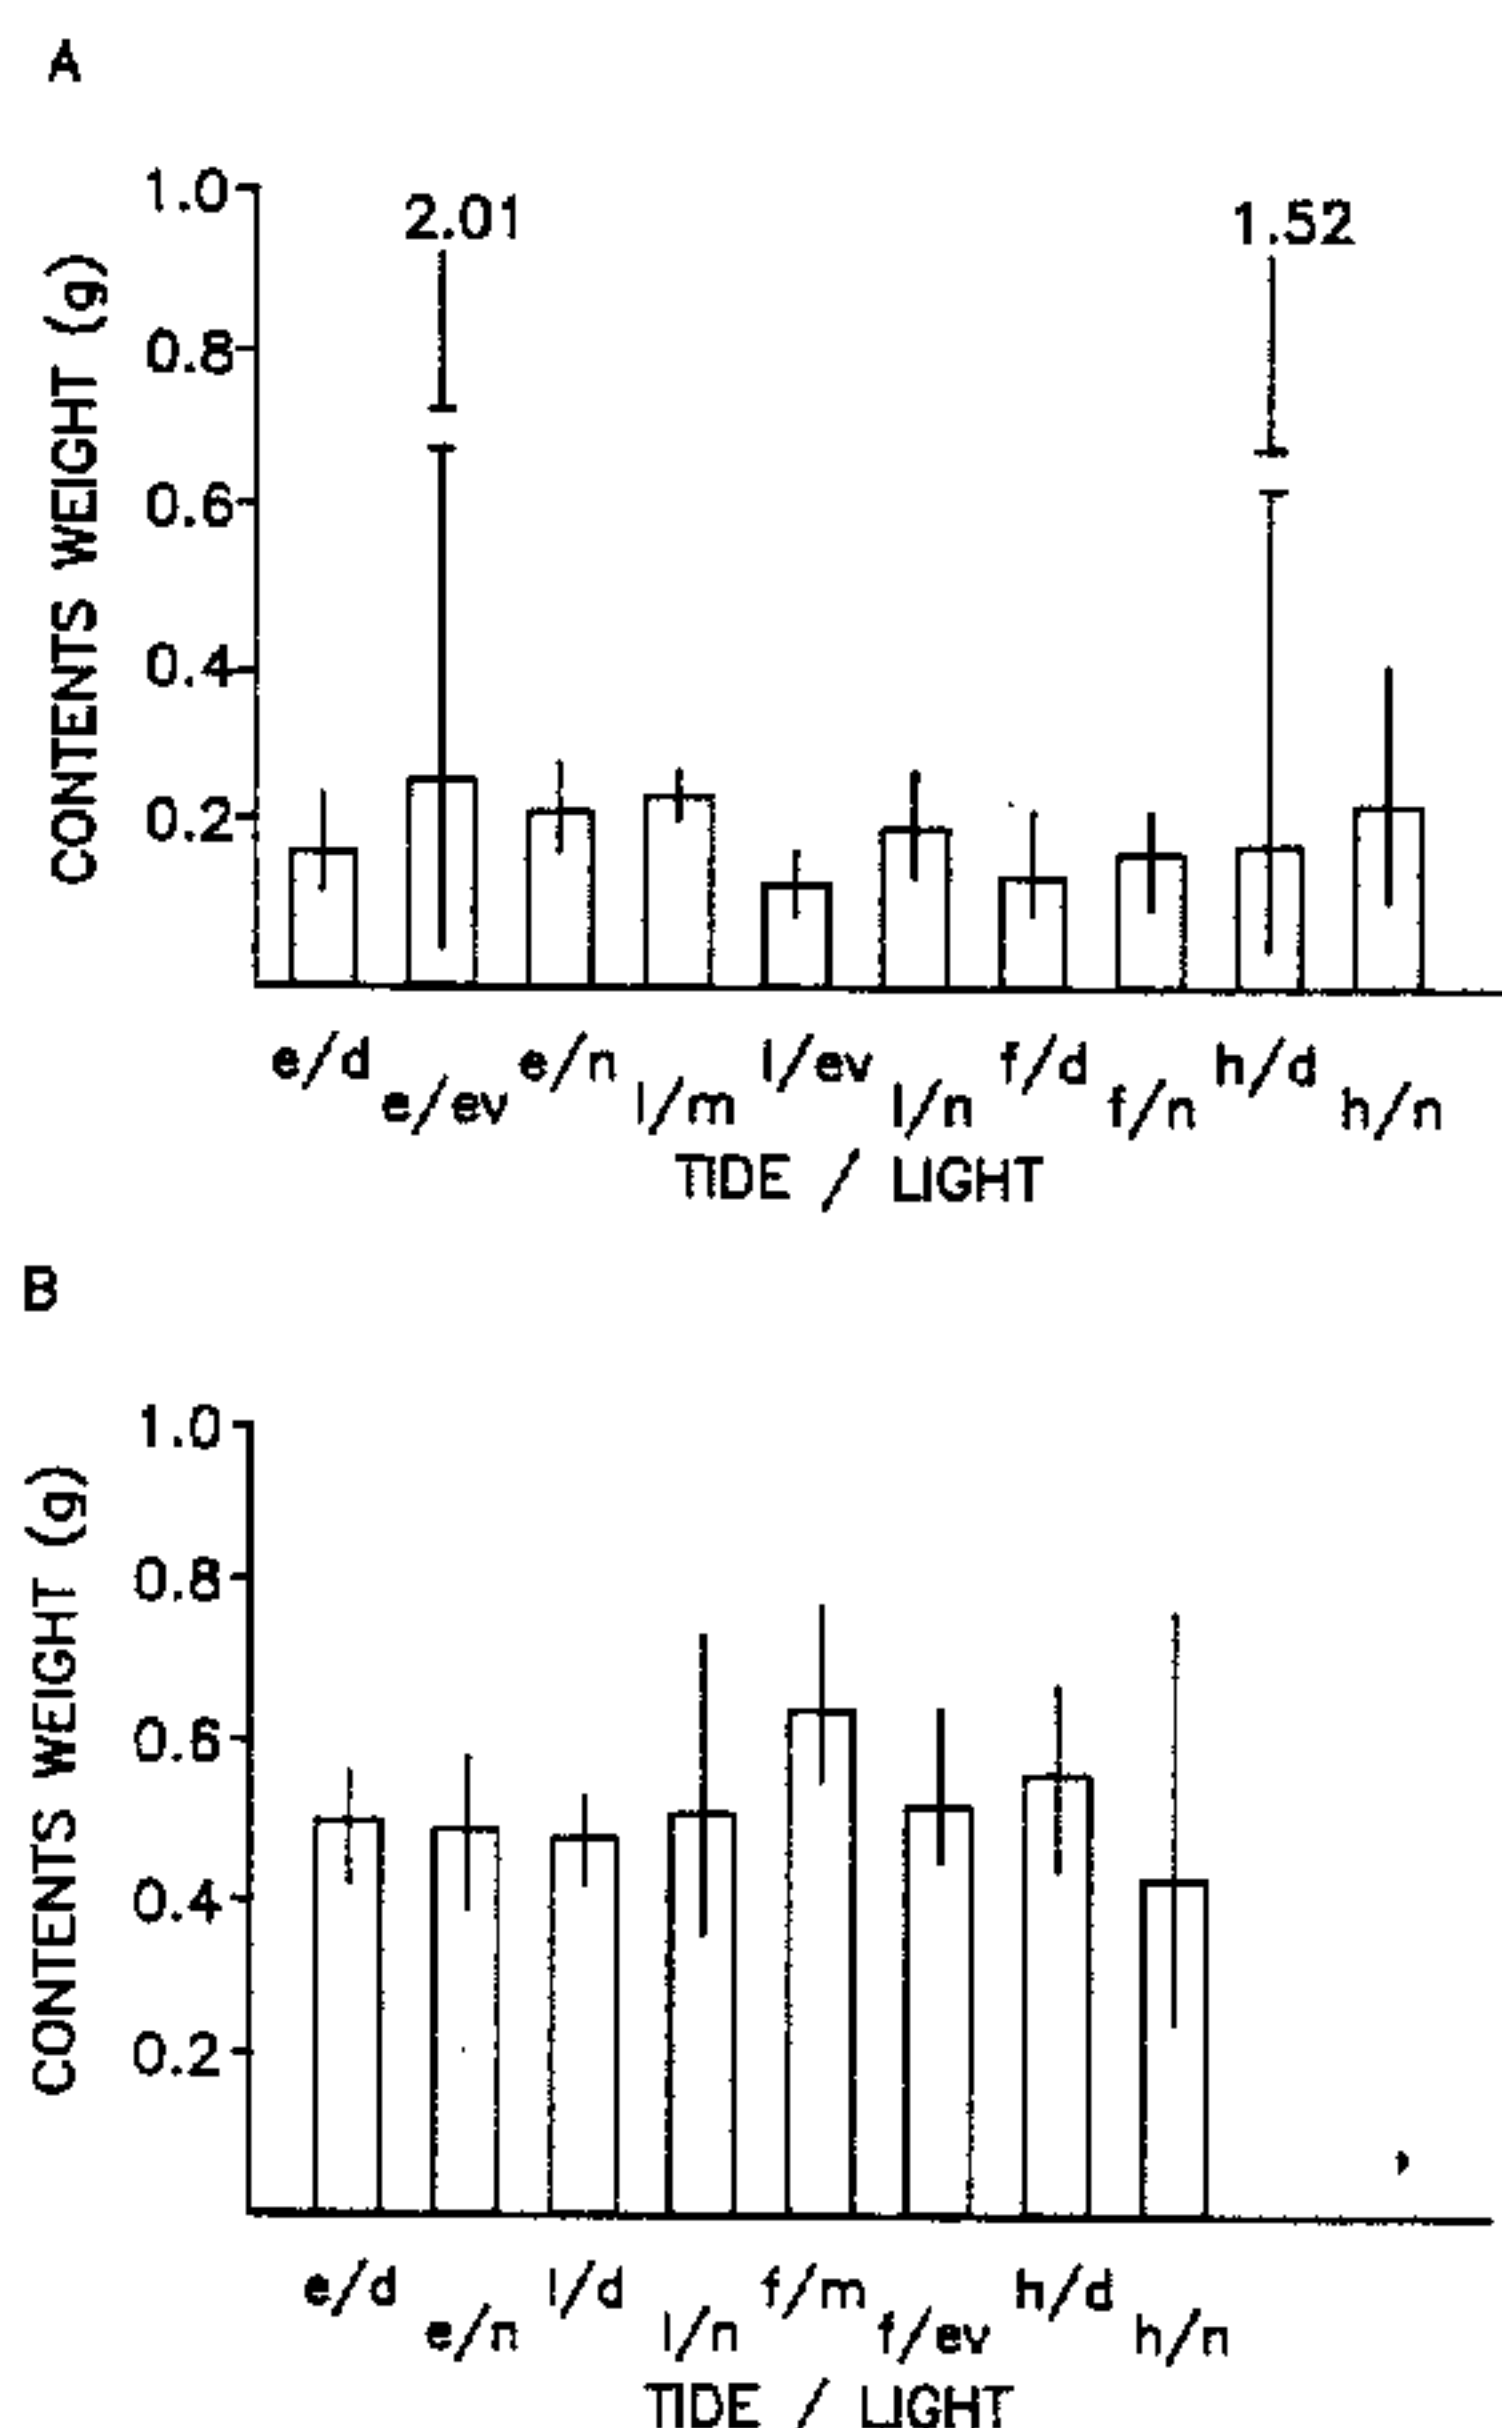 A
1.0
2.01
1.52
0.8
0.6
0.4
0.2
CONTENTS WEIGHT (g)
e/d
e/ev
e/n
l/m
l/ev
l/n
f/d
f/n
h/d
h/n
TIDE / LIGHT
B
1.0
0.8
0.6
0.4
0.2
CONTENTS WEIGHT (g)
e/d
e/n
l/d
l/n
f/m
f/ev
h/d
h/n
TIDE / LIGHT